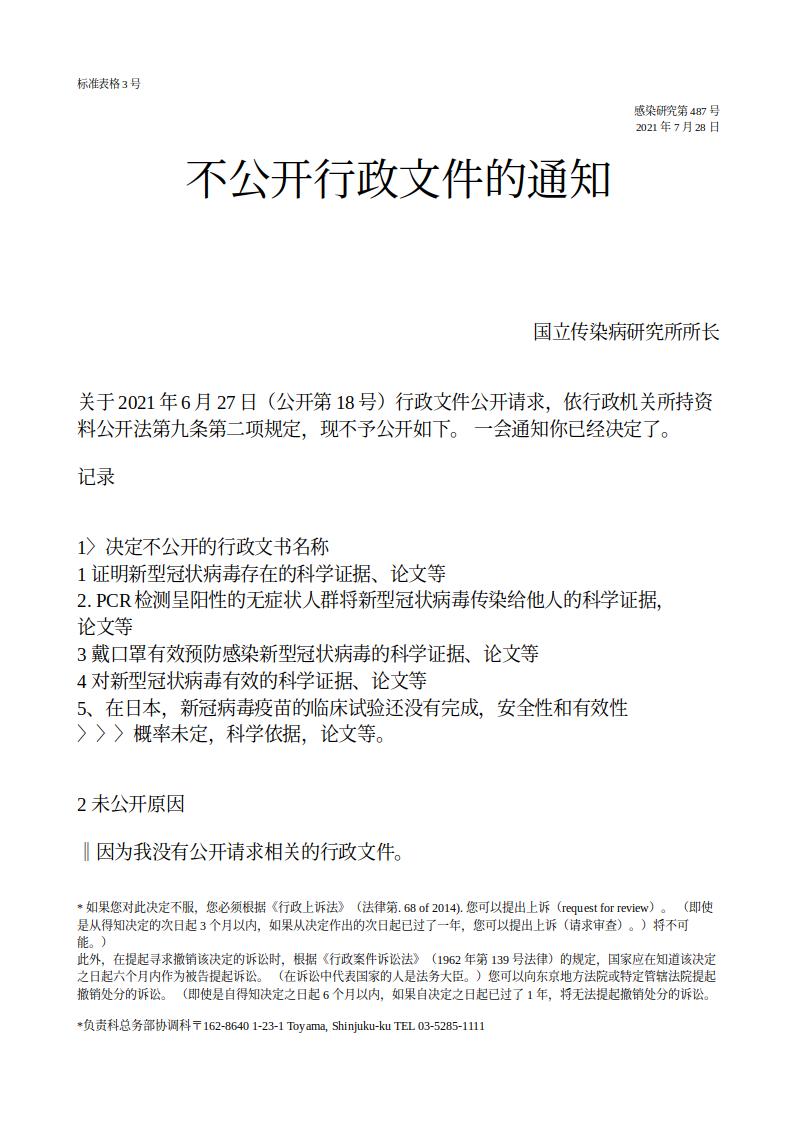 标准表格 3 号
感染研究第 487 号
2021 年 7 月 28 日
不公开行政文件的通知
国立传染病研究所所长
关于 2021 年 6 月 27 日（公开第 18 号）行政文件公开请求，依行政机关所持资
料公开法第九条第二项规定，现不予公开如下。 一会通知你已经决定了。
记录
1〉决定不公开的行政文书名称
1 证明新型冠状病毒存在的科学证据、论文等
2. PCR 检测呈阳性的无症状人群将新型冠状病毒传染给他人的科学证据，
论文等
3 戴口罩有效预防感染新型冠状病毒的科学证据、论文等
4 对新型冠状病毒有效的科学证据、论文等
5、在日本，新冠病毒疫苗的临床试验还没有完成，安全性和有效性
〉〉〉概率未定，科学依据，论文等。
2 未公开原因
‖因为我没有公开请求相关的行政文件。
* 如果您对此决定不服，您必须根据《行政上诉法》（法律第. 68 of 2014). 您可以提出上诉（request for review）。（即使
是从得知决定的次日起 3 个月以内，如果从决定作出的次日起已过了一年，您可以提出上诉（请求审查）。）将不可
能。）
此外，在提起寻求撤销该决定的诉讼时，根据《行政案件诉讼法》（1962 年第 139 号法律）的规定，国家应在知道该决定
之日起六个月内作为被告提起诉讼。（在诉讼中代表国家的人是法务大臣。）您可以向东京地方法院或特定管辖法院提起
撤销处分的诉讼。（即使是自得知决定之日起 6 个月以内，如果自决定之日起已过了 1 年，将无法提起撤销处分的诉讼。
*负责科总务部协调科〒162-8640 1-23-1 Toyama, Shinjuku-ku TEL 03-5285-1111